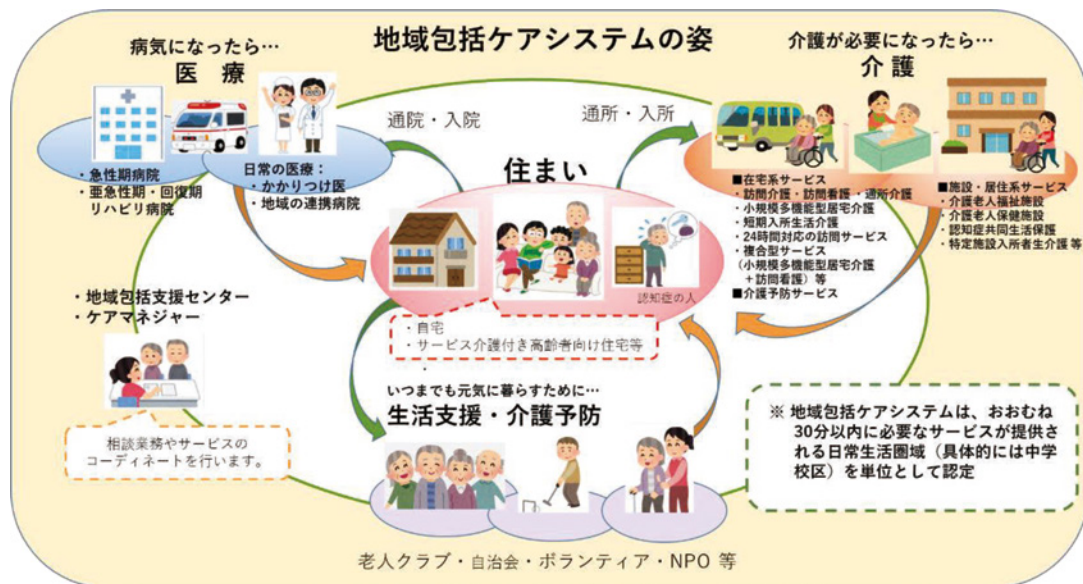 地域包括ケアシステムの姿
病気になったら…
医 療
・急性期病院
・亜急性期・回復期
リハビリ病院
日常の医療：
・かかりつけ医
・地域の連携病院
通院・入院
通所・入所
介護が必要になったら…
介 護
■在宅系サービス
・訪問介護・訪問看護・通所介護
・小規模多機能型居宅介護
・短期入所生活介護
・24時間対応の訪問サービス
・複合型サービス
（小規模多機能型居宅介護
＋訪問看護）等
■介護予防サービス
■施設・居住系サービス
・介護老人福祉施設
・介護老人保健施設
・認知症共同生活保護
・特定施設入所者生介護 等
住まい
認知症の人
・自宅
・サービス介護付き高齢者向け住宅等
・
・地域包括支援センター
・ケアマネジャー
相談業務やサービスの
コーディネートを行います。
いつまでも元気に暮らすために…
生活支援・介護予防
老人クラブ・自治会・ボランティア・NPO 等
※ 地域包括ケアシステムは、おおむね
30分以内に必要なサービスが提供さ
れる日常生活圏域（具体的には中学
校区）を単位として認定